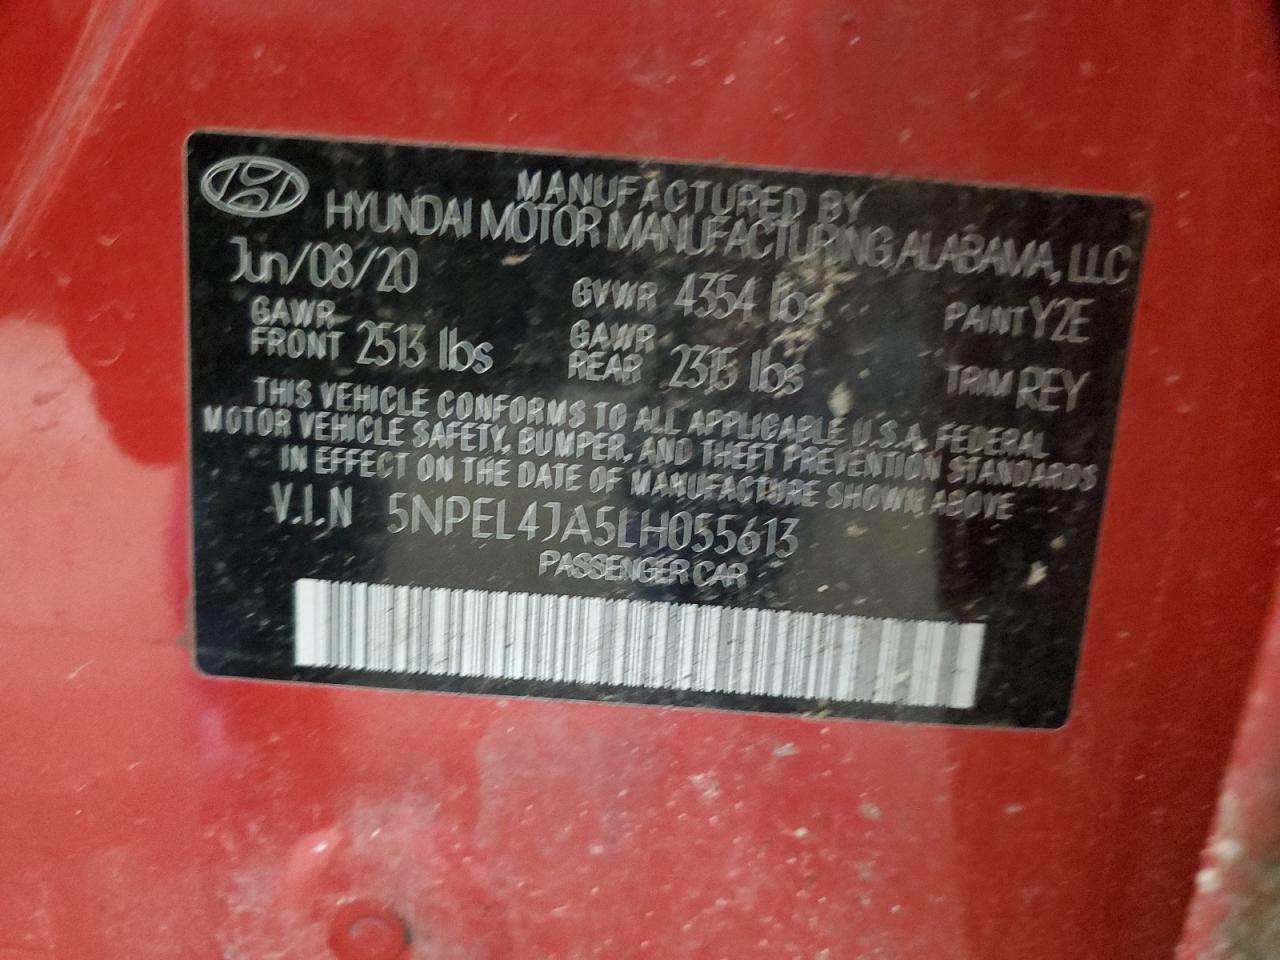 MANUFACTURED BY
HYUNDAI MOTOR MANUFACTURING, ALABAMA, LLC
Jun/08/20
GAWR FRONT 2513 lbs
GVWR 4354 lbs
GAWR REAR 2315 lbs
PAINT Y2E
TRIM REY
THIS VEHICLE CONFORMS TO ALL APPLICABLE U.S.A. FEDERAL
MOTOR VEHICLE SAFETY, BUMPER, AND THEFT PREVENTION STANDARDS
IN EFFECT ON THE DATE OF MANUFACTURE SHOWN ABOVE
V.I.N 5NPEL4JA5LH055613
PASSENGER CAR